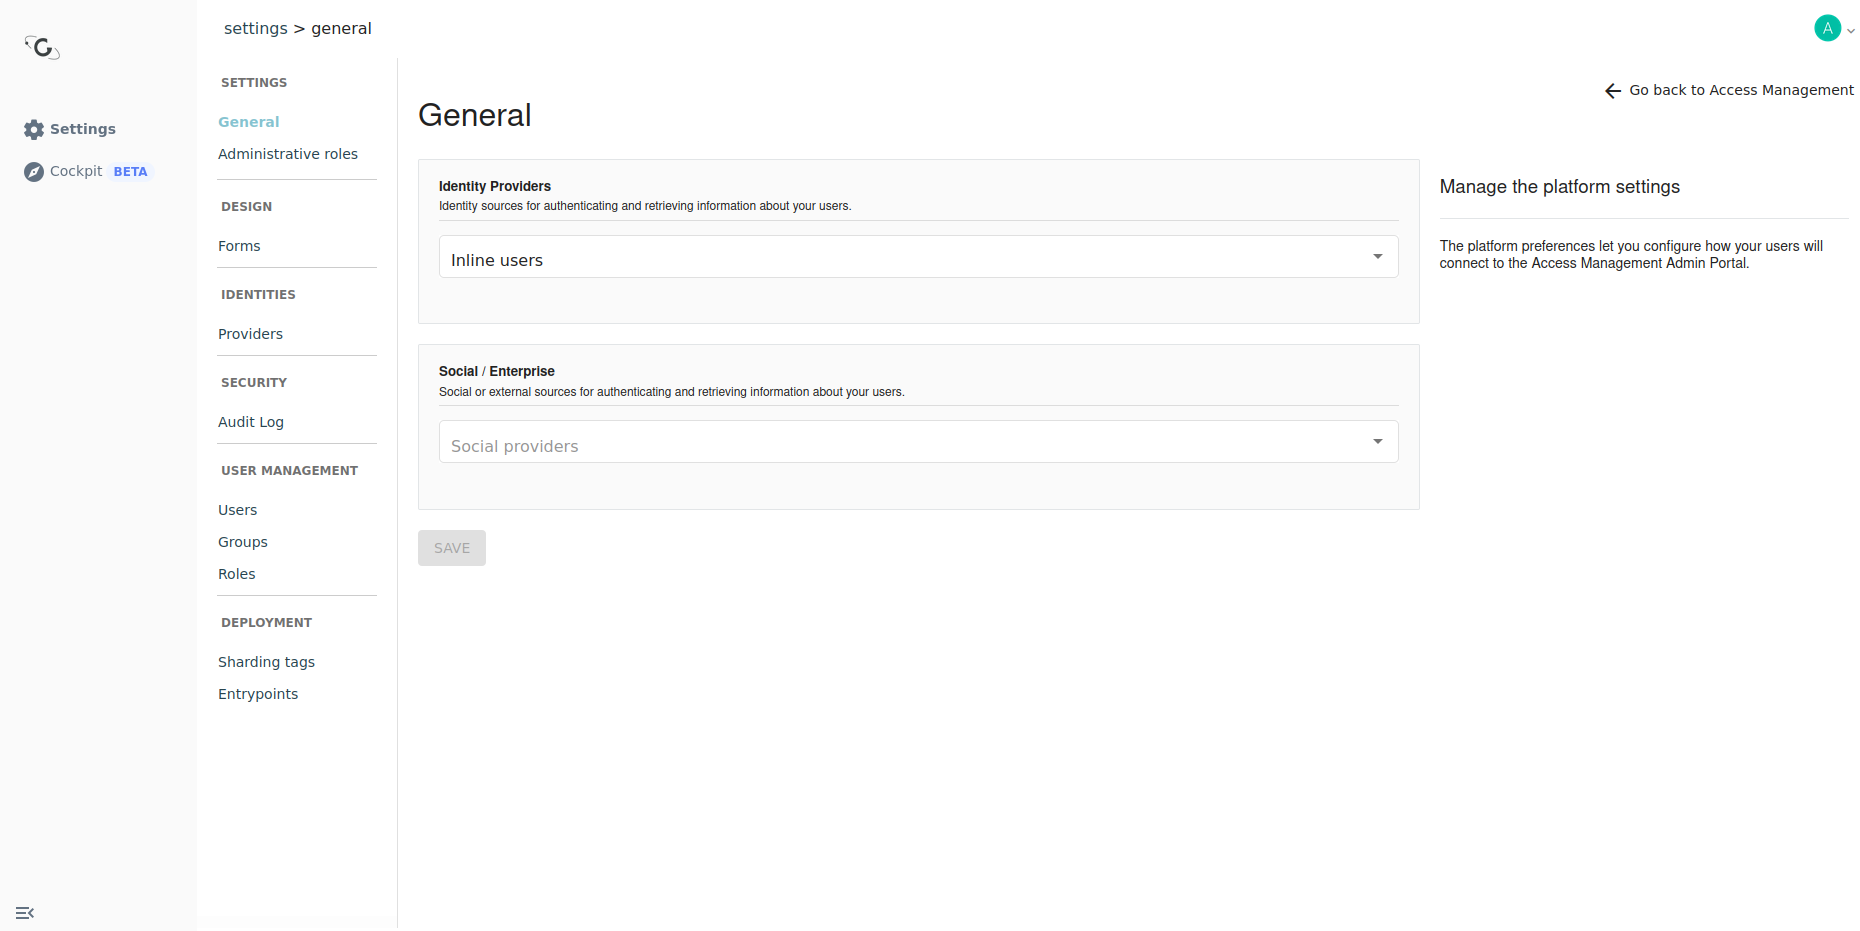 settings > general
A
Settings
Cockpit BETA
SETTINGS
General
Administrative roles
DESIGN
Forms
IDENTITIES
Providers
SECURITY
Audit Log
USER MANAGEMENT
Users
Groups
Roles
DEPLOYMENT
Sharding tags
Entrypoints
Go back to Access Management
General
Identity Providers
Identity sources for authenticating and retrieving information about your users.
Inline users
Social / Enterprise
Social or external sources for authenticating and retrieving information about your users.
Social providers
SAVE
Manage the platform settings
The platform preferences let you configure how your users will
connect to the Access Management Admin Portal.